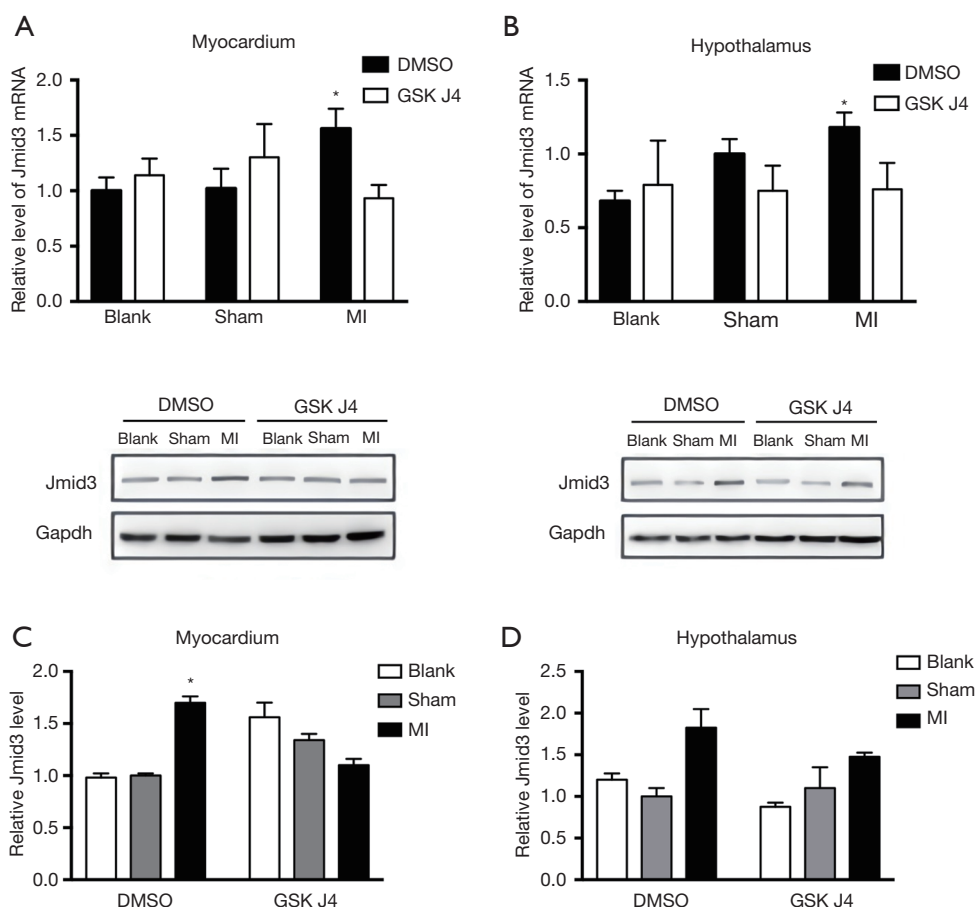 A
Myocardium
DMSO
GSK J4
Relative level of Jmid3 mRNA
2.0
1.5
1.0
0.5
0.0
*
Blank Sham MI
B
Hypothalamus
DMSO
GSK J4
Relative level of Jmid3 mRNA
1.5
1.0
0.5
0.0
*
Blank Sham MI
DMSO GSK J4
Blank Sham MI Blank Sham MI
Jmid3
Gapdh
DMSO GSK J4
Blank Sham MI Blank Sham MI
Jmid3
Gapdh
C
Myocardium
Blank
Sham
MI
Relative Jmid3 level
2.0
1.5
1.0
0.5
0.0
*
DMSO GSK J4
D
Hypothalamus
Blank
Sham
MI
Relative Jmid3 level
2.5
2.0
1.5
1.0
0.5
0.0
DMSO GSK J4